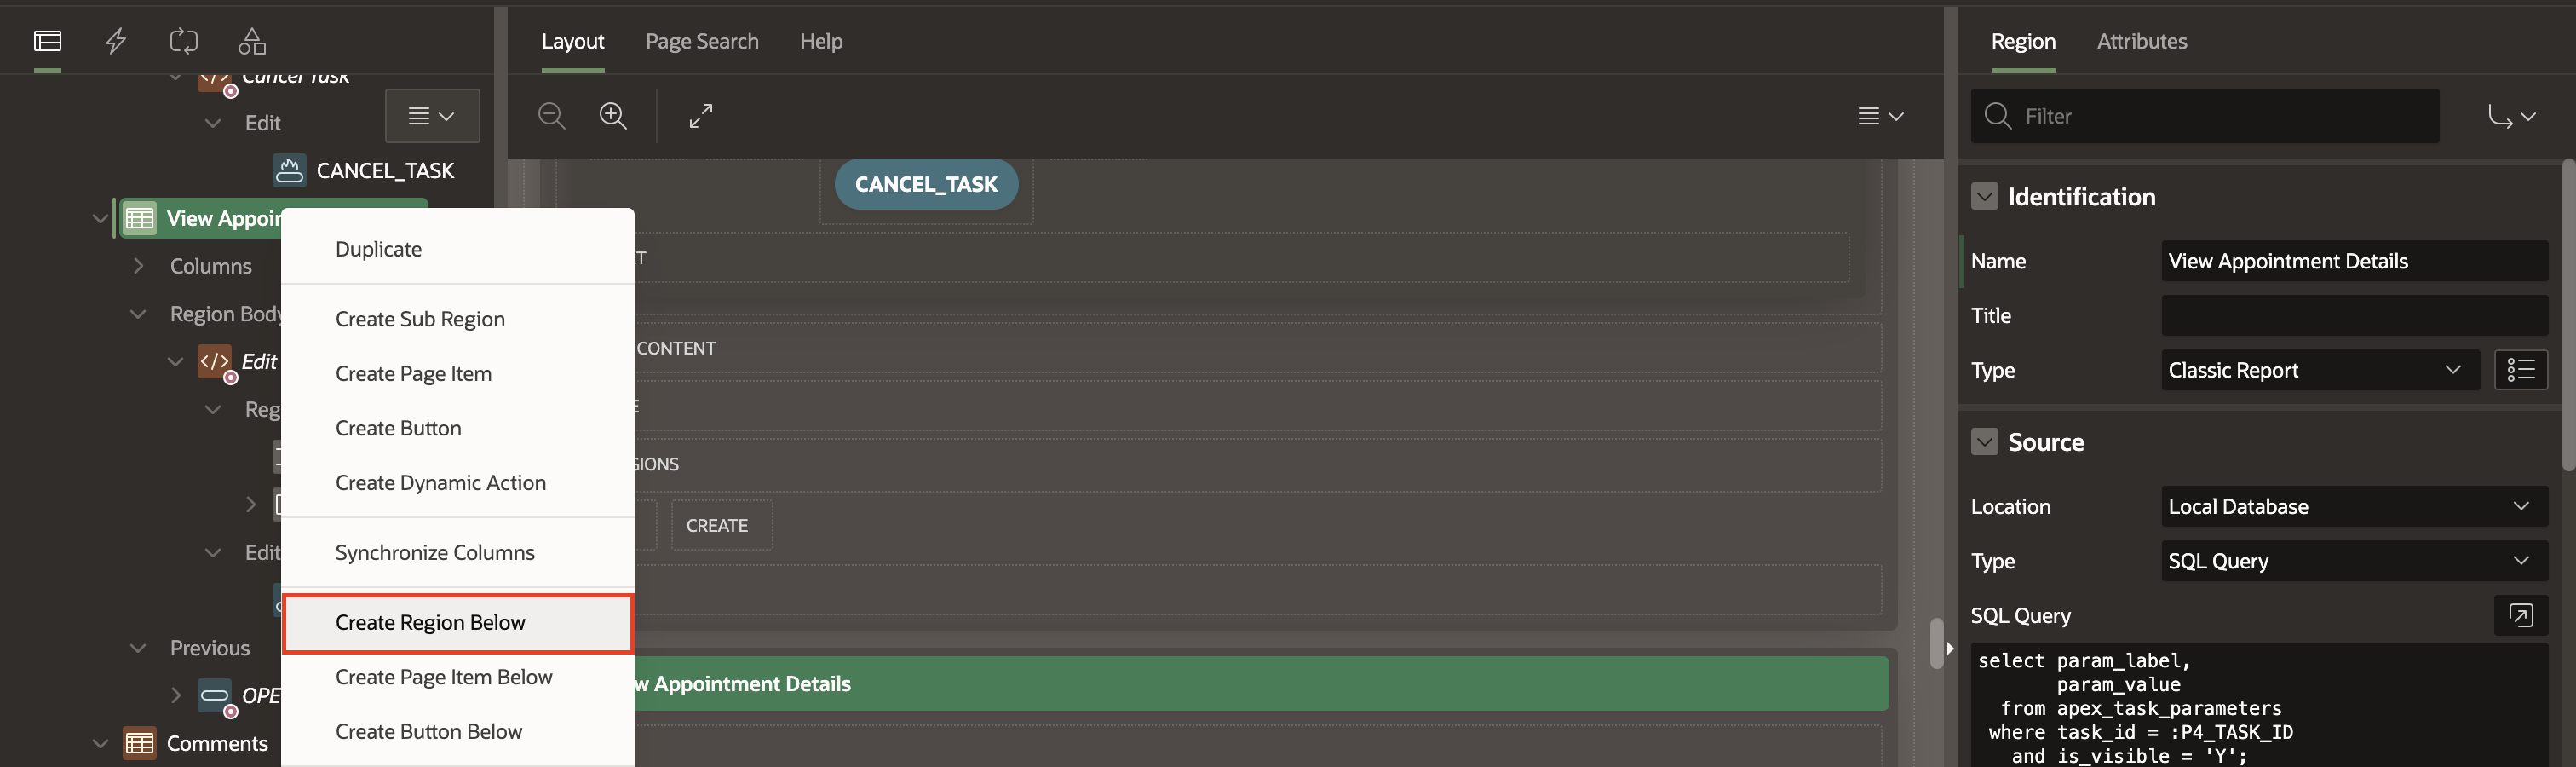 Cancel Task
Edit
CANCEL_TASK
View Appoin
Columns
Region Body
Edit
Reg
Edit
Previous
OPE
Comments
Duplicate
Create Sub Region
Create Page Item
Create Button
Create Dynamic Action
Synchronize Columns
Create Region Below
Create Page Item Below
Create Button Below
Layout
Page Search
Help
CANCEL_TASK
CONTENT
GIONS
CREATE
w Appointment Details
Region
Attributes
Filter
Identification
Name
View Appointment Details
Title
Type
Classic Report
Source
Location
Local Database
Type
SQL Query
SQL Query
select param_label,
param_value
from apex_task_parameters
where task_id = :P4_TASK_ID
and is_visible = 'Y';